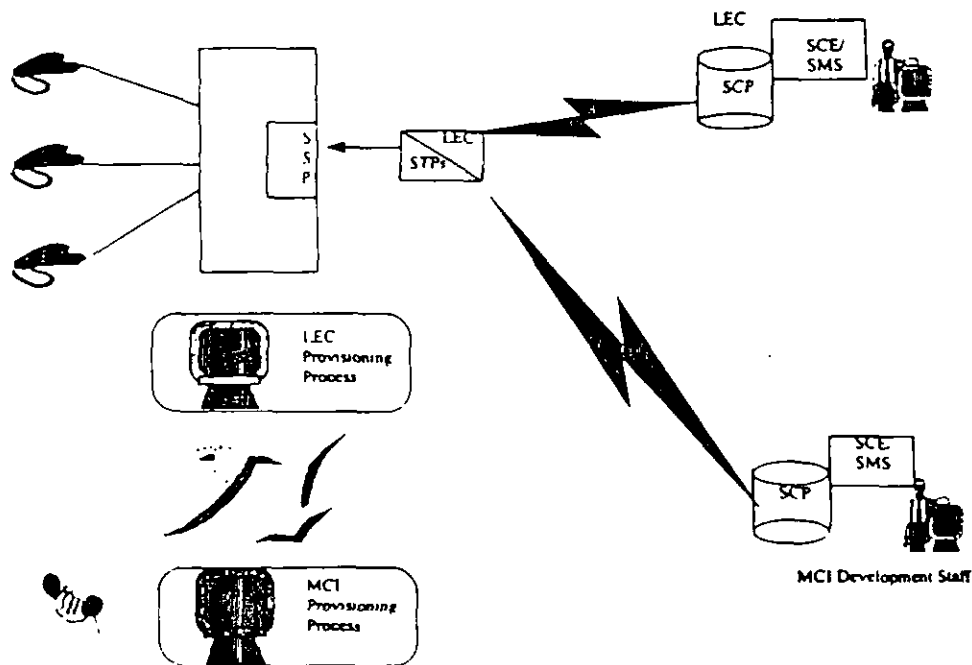 LEC
SCE/
SMS
SCP
S
S
P
LEC
STPs
LEC
Provisioning
Process
SCE/
SMS
SCP
MCI Development Staff
MCI
Provisioning
Process